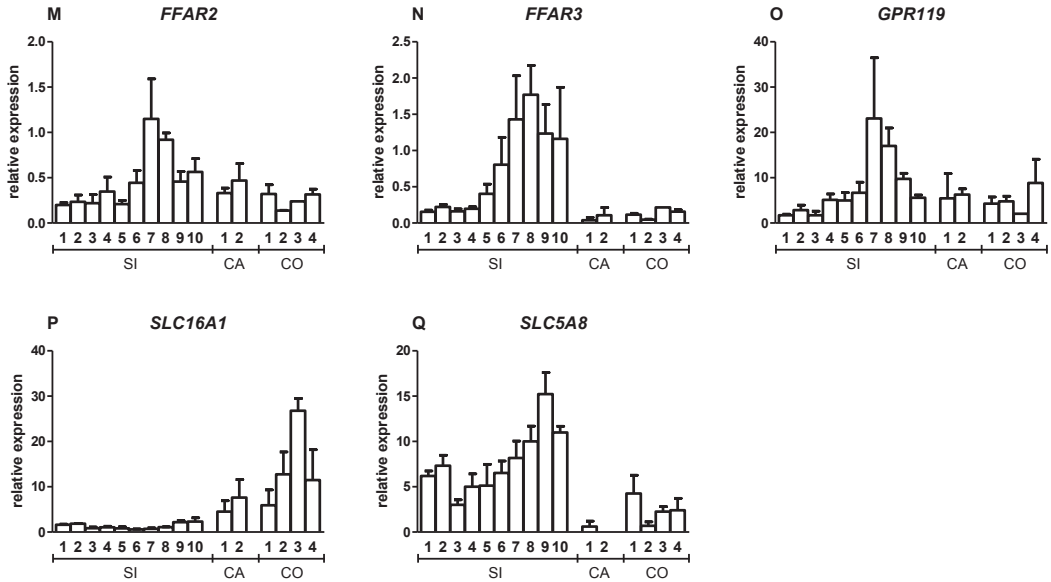 M FFAR2
relative expression
2.0
1.5
1.0
0.5
0.0
1 2 3 4 5 6 7 8 9 10 1 2 1 2 3 4
SI CA CO
N FFAR3
relative expression
2.5
2.0
1.5
1.0
0.5
0.0
1 2 3 4 5 6 7 8 9 10 1 2 1 2 3 4
SI CA CO
O GPR119
relative expression
40
30
20
10
0
1 2 3 4 5 6 7 8 9 10 1 2 1 2 3 4
SI CA CO
P SLC16A1
relative expression
40
30
20
10
0
1 2 3 4 5 6 7 8 9 10 1 2 1 2 3 4
SI CA CO
Q SLC5A8
relative expression
20
15
10
5
0
1 2 3 4 5 6 7 8 9 10 1 2 1 2 3 4
SI CA CO